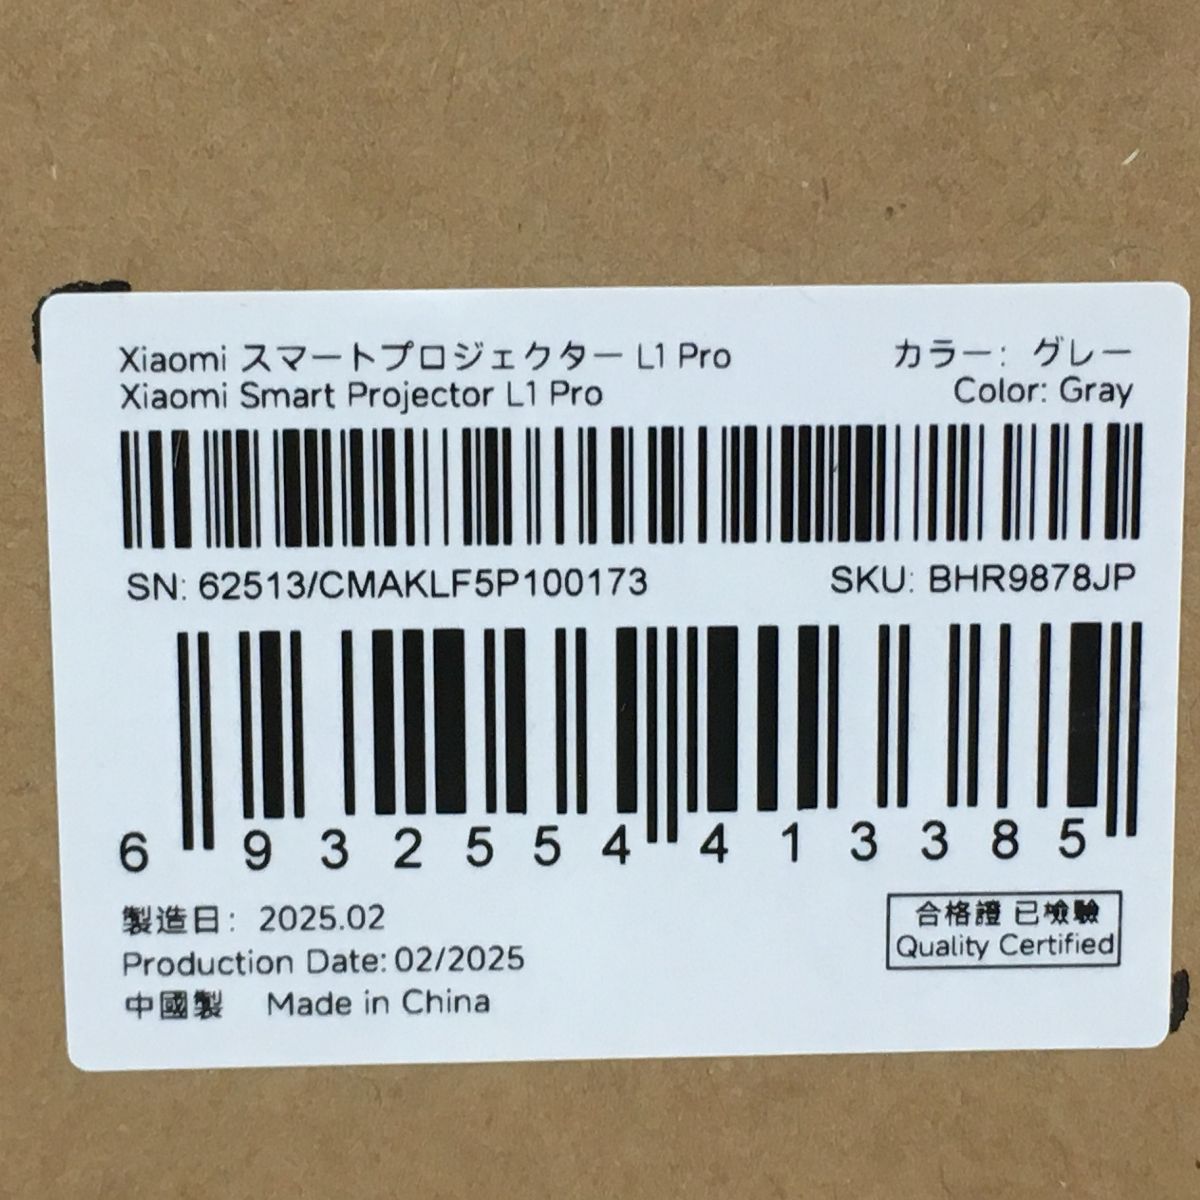 Xiaomi スマートプロジェクター L1 Pro カラー: グレー
Xiaomi Smart Projector L1 Pro Color: Gray
SN: 62513/CMAKLF5P100173 SKU: BHR9878JP
6 932554 413385
製造日: 2025.02
Production Date: 02/2025
中國製 Made in China
合格證 已檢驗
Quality Certified